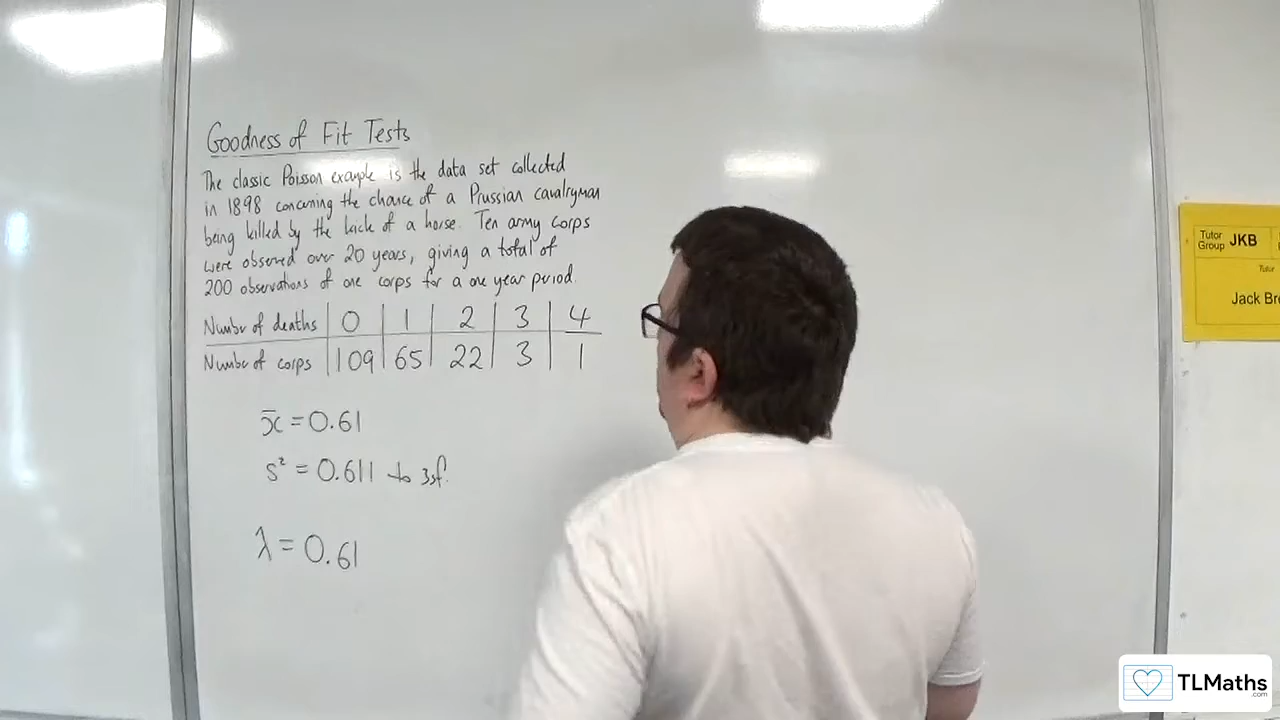 Goodness of Fit Tests
The classic Poisson example is the data set collected
in 1898 concerning the chance of a Prussian cavalryman
being killed by the kick of a horse. Ten army corps
were observed over 20 years, giving a total of
200 observations of one corps for a one year period.
Number of deaths 0 1 2 3 4
Number of corps 109 65 22 3 1
x̄ = 0.61
s² = 0.611 to 3sf.
λ = 0.61
Tutor Group JKB
Tutor
Jack Bro
TLMaths
.com